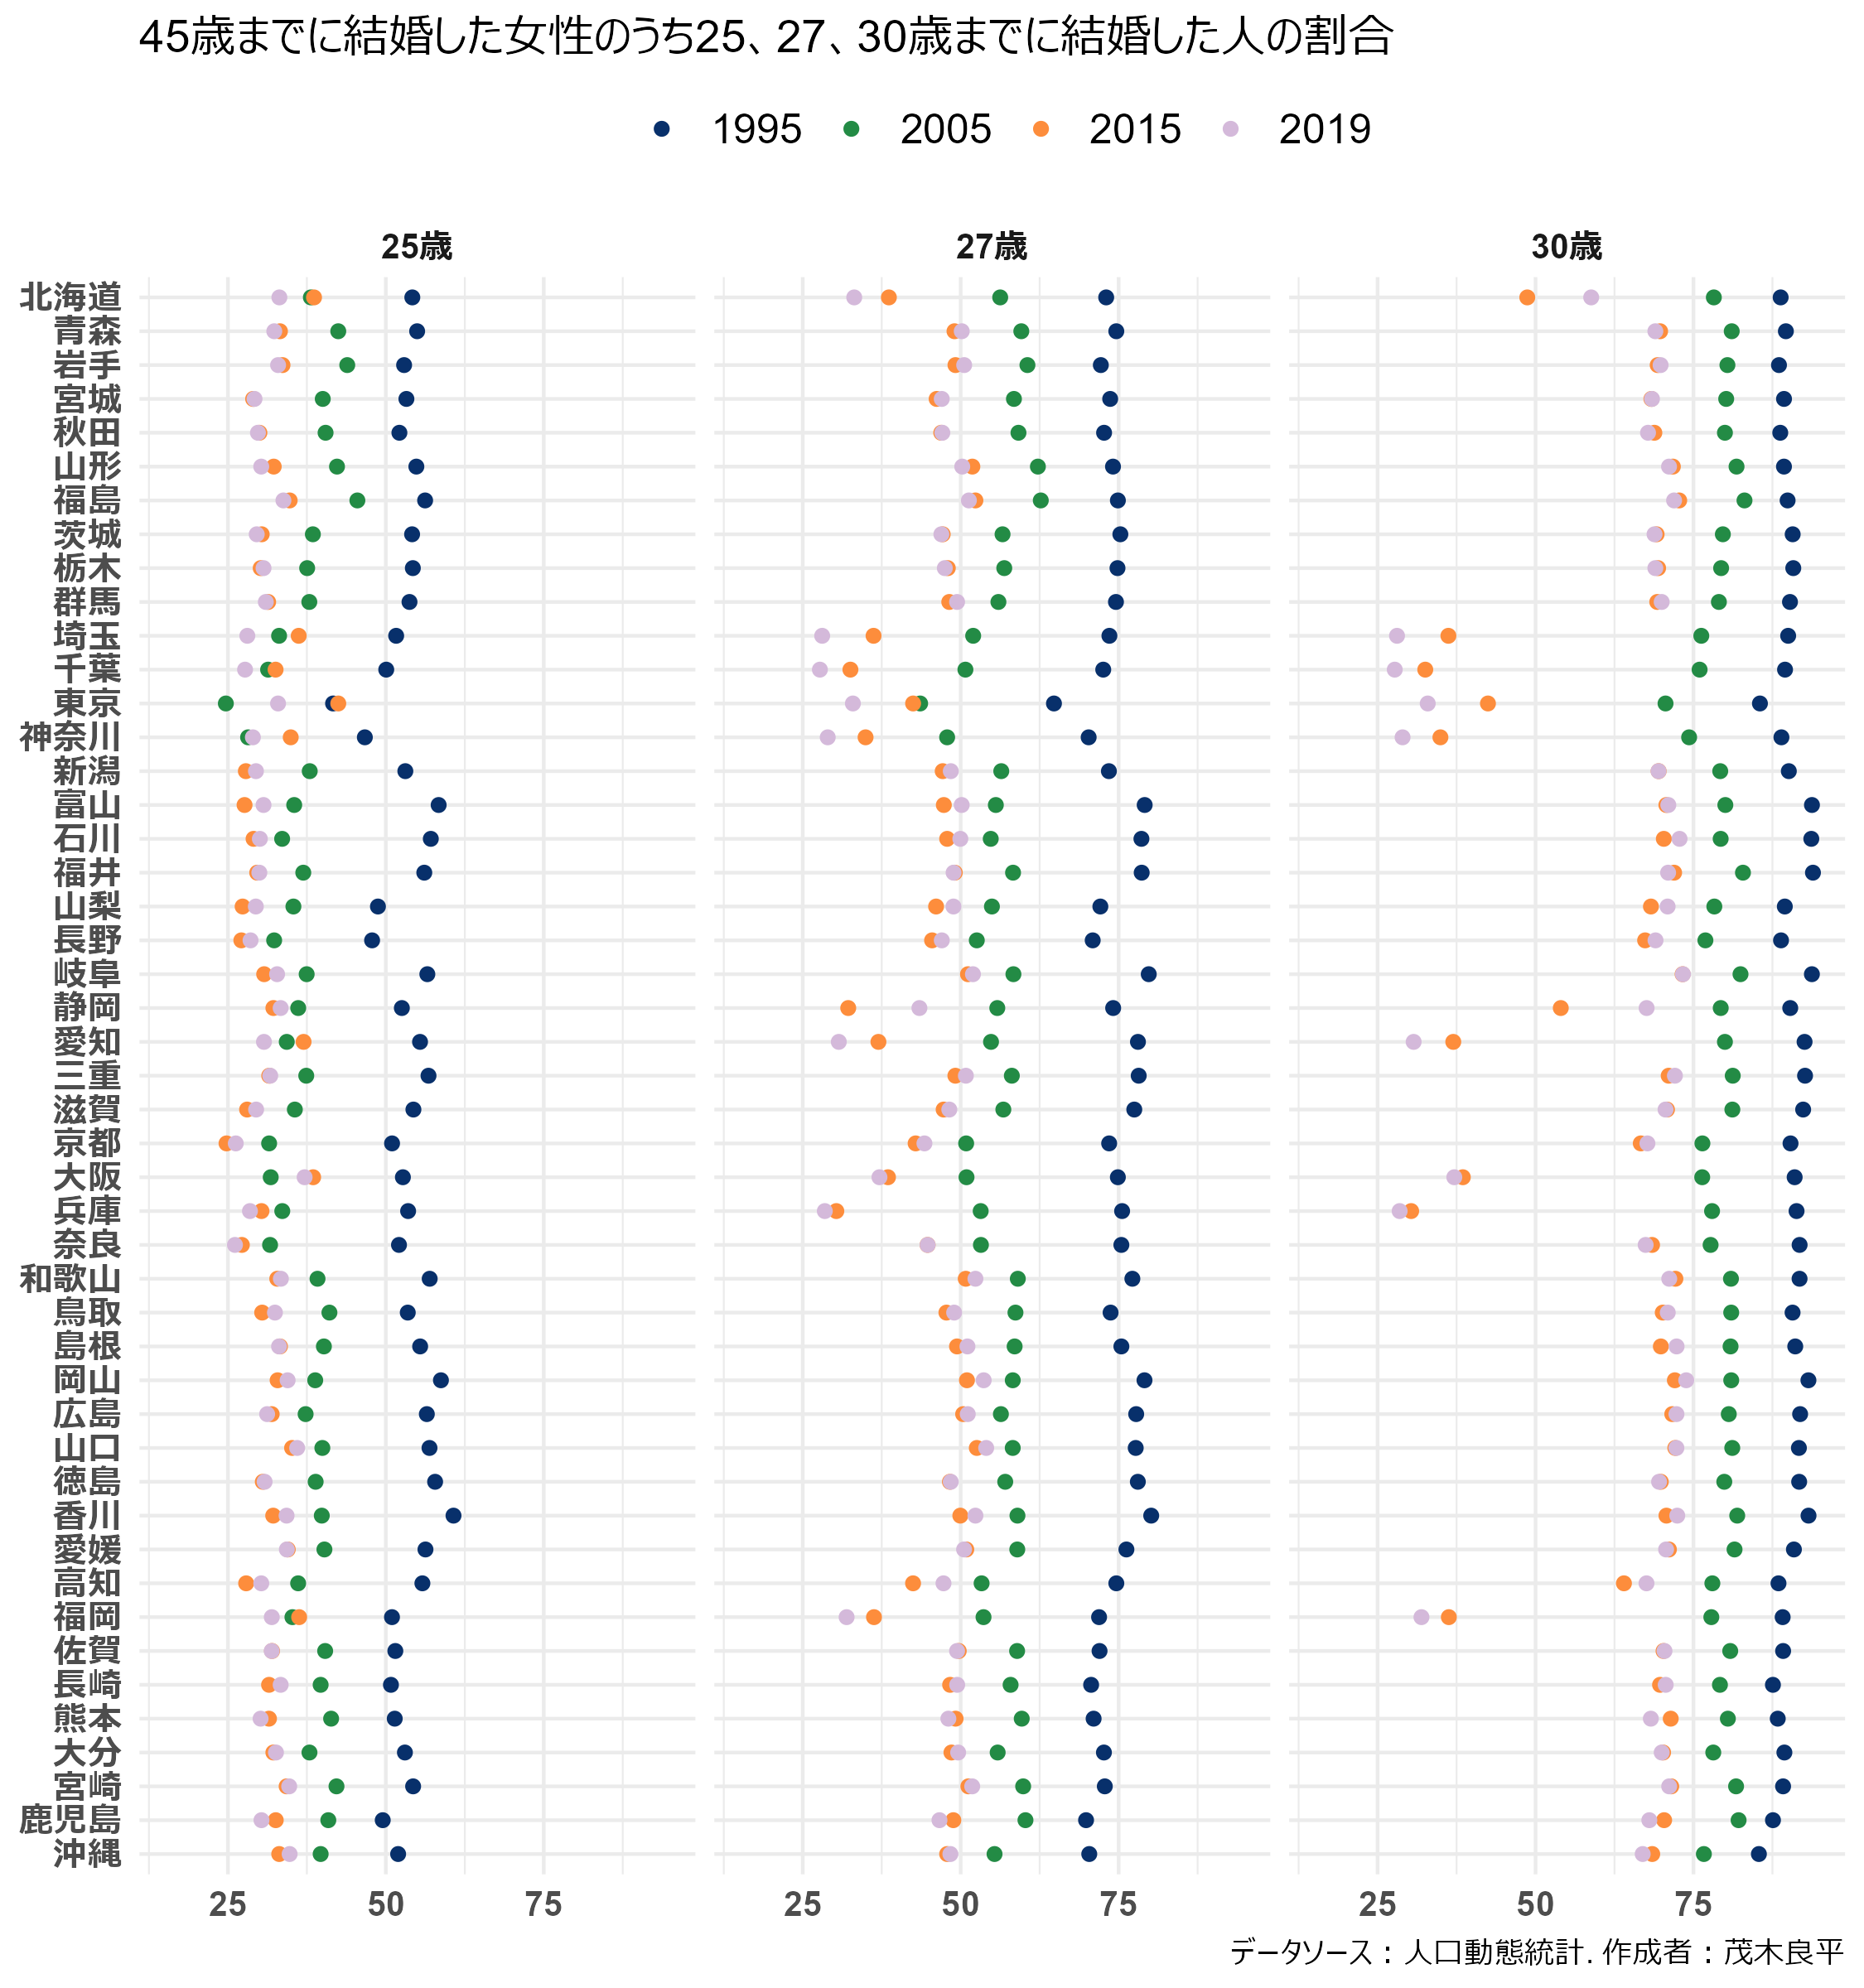 45歳までに結婚した女性のうち25、27、30歳までに結婚した人の割合
1995 2005 2015 2019
25歳 27歳 30歳
北海道
青森
岩手
宮城
秋田
山形
福島
茨城
栃木
群馬
埼玉
千葉
東京
神奈川
新潟
富山
石川
福井
山梨
長野
岐阜
静岡
愛知
三重
滋賀
京都
大阪
兵庫
奈良
和歌山
鳥取
島根
岡山
広島
山口
徳島
香川
愛媛
高知
福岡
佐賀
長崎
熊本
大分
宮崎
鹿児島
沖縄
25 50 75 25 50 75 25 50 75
データソース：人口動態統計. 作成者：茂木良平